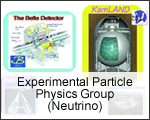 The Belle Detector
KamLAND
B
Experimental Particle
Physics Group
(Neutrino)